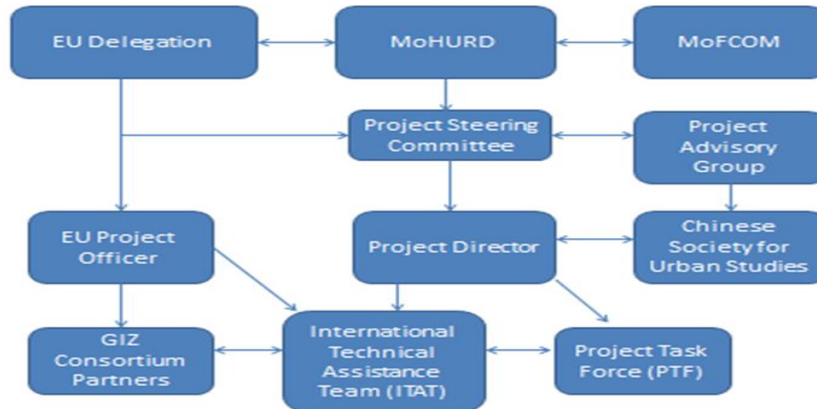 EU Delegation
MoHURD
MoFCOM
Project Steering
Committee
Project
Advisory
Group
EU Project
Officer
Project Director
Chinese
Society for
Urban Studies
GIZ
Consortium
Partners
International
Technical
Assistance
Team (ITAT)
Project Task
Force (PTF)